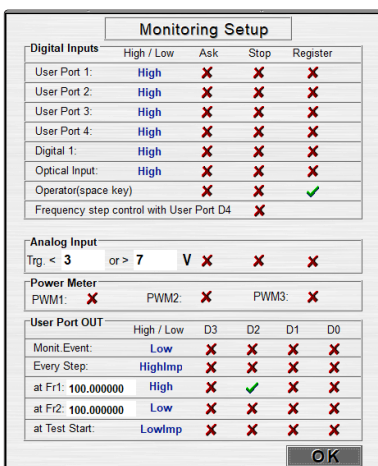 Monitoring Setup
Digital Inputs High / Low Ask Stop Register
User Port 1: High
User Port 2: High
User Port 3: High
User Port 4: High
Digital 1: High
Optical Input: High
Operator(space key)
Frequency step control with User Port D4
Analog Input
Trg. < 3 or > 7 V
Power Meter
PWM1: PWM2: PWM3:
User Port OUT High / Low D3 D2 D1 D0
Monit.Event: Low
Every Step: HighImp
at Fr1: 100.000000 High
at Fr2: 100.000000 Low
at Test Start: LowImp
OK